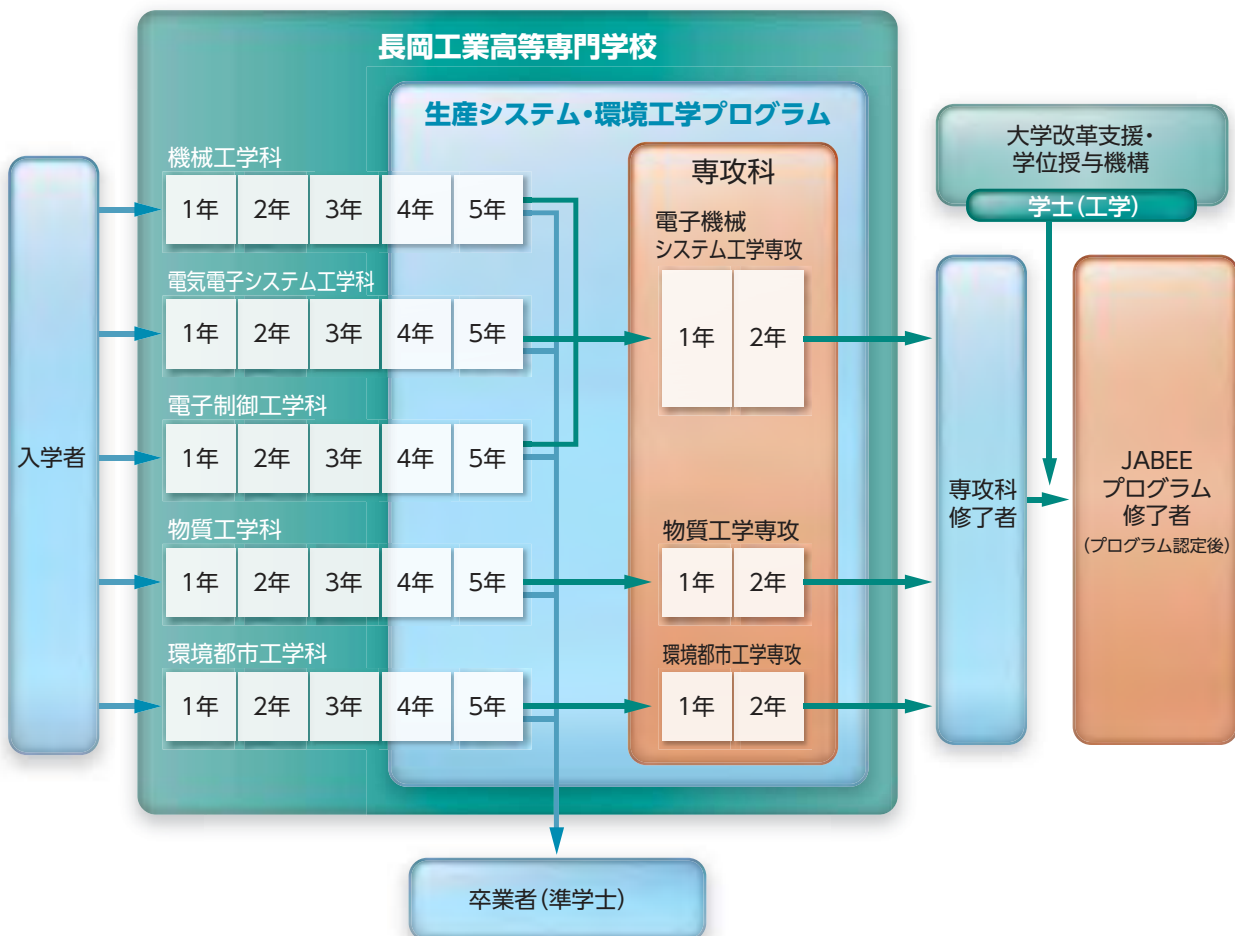 長岡工業高等専門学校
生産システム・環境工学プログラム
入学者
機械工学科
1年 2年 3年 4年 5年
電気電子システム工学科
1年 2年 3年 4年 5年
電子制御工学科
1年 2年 3年 4年 5年
物質工学科
1年 2年 3年 4年 5年
環境都市工学科
1年 2年 3年 4年 5年
専攻科
電子機械
システム工学専攻
1年 2年
物質工学専攻
1年 2年
環境都市工学専攻
1年 2年
大学改革支援・
学位授与機構
学士(工学)
専攻科
修了者
JABEE
プログラム
修了者
(プログラム認定後)
卒業者(準学士)